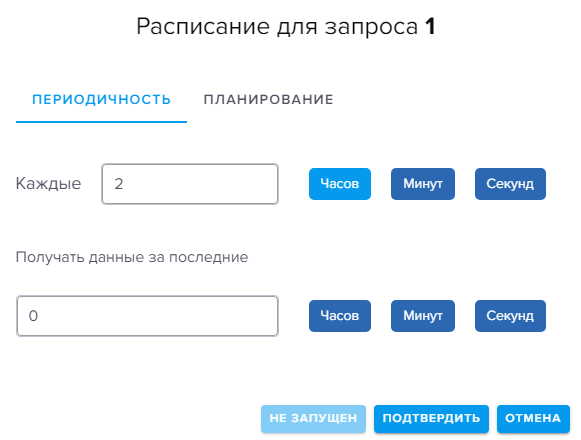 Расписание для запроса 1
ПЕРИОДИЧНОСТЬ ПЛАНИРОВАНИЕ
Каждые 2 Часов Минут Секунд
Получать данные за последние
0 Часов Минут Секунд
НЕ ЗАПУЩЕН ПОДТВЕРДИТЬ ОТМЕНА